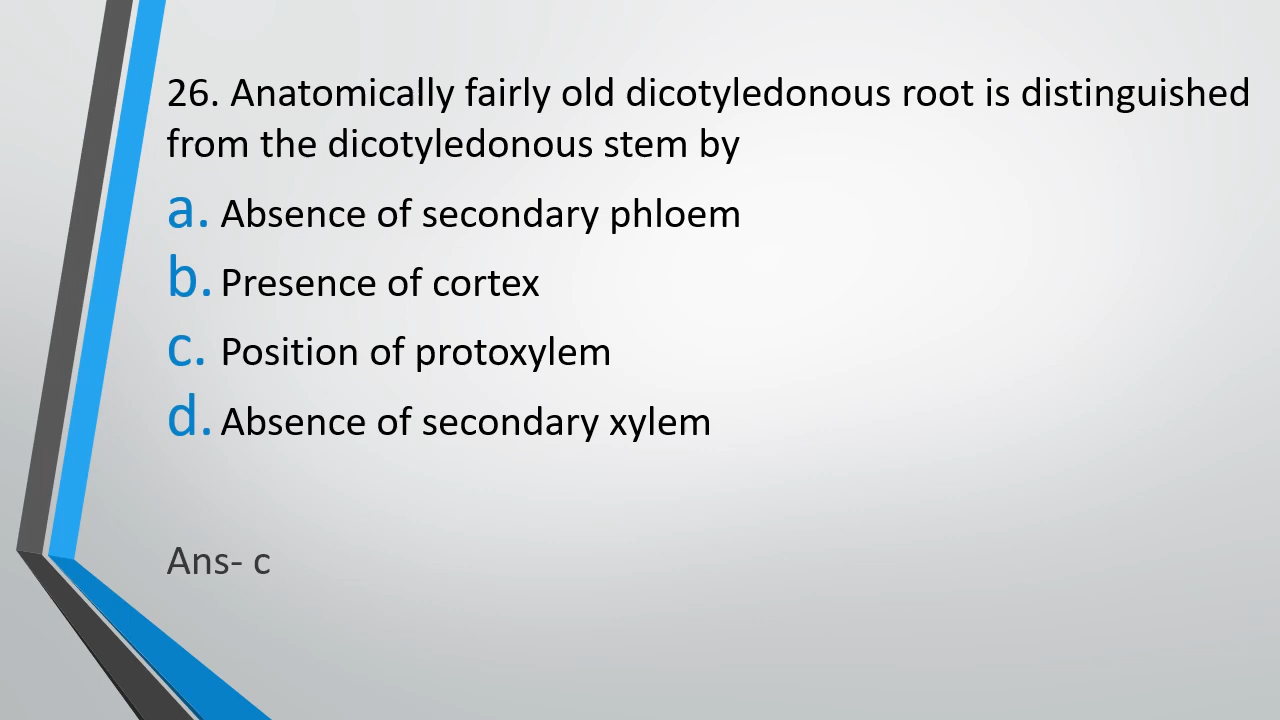 26. Anatomically fairly old dicotyledonous root is distinguished
from the dicotyledonous stem by
a. Absence of secondary phloem
b. Presence of cortex
c. Position of protoxylem
d. Absence of secondary xylem
Ans- c